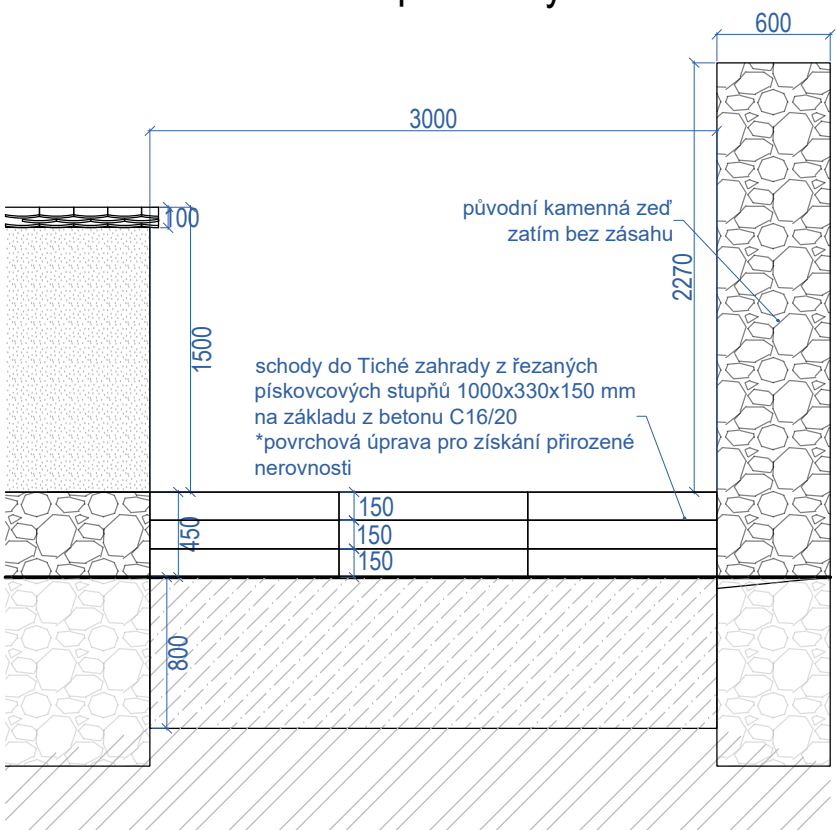 600
3000
100
původní kamenná zeď
zatím bez zásahu
2270
1500
schody do Tiché zahrady z řezaných
pískovcových stupňů 1000x330x150 mm
na základu z betonu C16/20
*povrchová úprava pro získání přirozené
nerovnosti
150
450
150
150
800